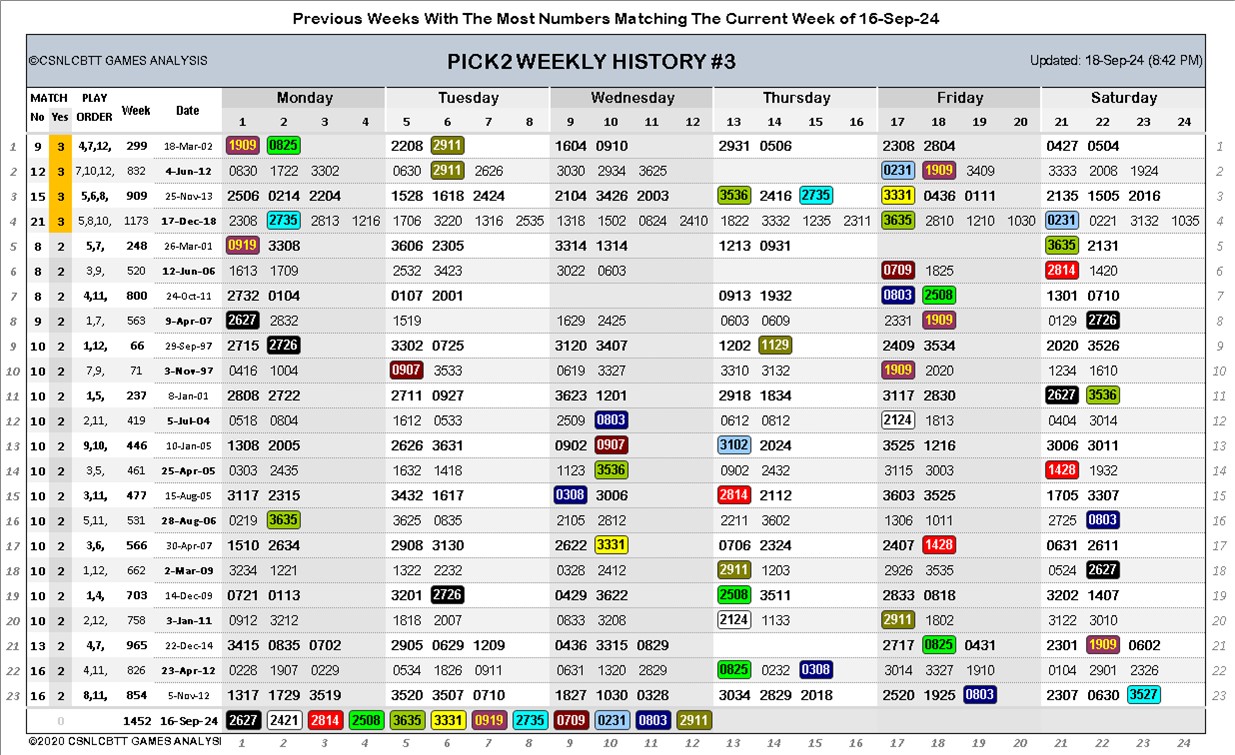 Previous Weeks With The Most Numbers Matching The Current Week of 16-Sep-24
©CSNLCBTT GAMES ANALYSIS PICK2 WEEKLY HISTORY #3 Updated: 18-Sep-24 (8:42 PM)
MATCH PLAY Week Date Monday Tuesday Wednesday Thursday Friday Saturday
No Yes ORDER 1 2 3 4 5 6 7 8 9 10 11 12 13 14 15 16 17 18 19 20 21 22 23 24
1 9 3 4,7,12, 299 18-Mar-02 1909 0825 2208 2911 1604 0910 2931 0506 2308 2804 0427 0504 1
2 12 3 7,10,12, 832 4-Jun-12 0830 1722 3302 0630 2911 2626 3030 2934 3625 0231 1909 3409 3333 2008 1924 2
3 15 3 5,6,8, 909 25-Nov-13 2506 0214 2204 1528 1618 2424 2104 3426 2003 3536 2416 2735 3331 0436 0111 2135 1505 2016 3
4 21 3 5,8,10, 1173 17-Dec-18 2308 2735 2813 1216 1706 3220 1316 2535 1318 1502 0824 2410 1822 3332 1235 2311 3635 2810 1210 1030 0231 0221 3132 1035 4
5 8 2 5,7, 248 26-Mar-01 0919 3308 3606 2305 3314 1314 1213 0931 3635 2131 5
6 8 2 3,9, 520 12-Jun-06 1613 1709 2532 3423 3022 0603 0709 1825 2814 1420 6
7 8 2 4,11, 800 24-Oct-11 2732 0104 0107 2001 0913 1932 0803 2508 1301 0710 7
8 9 2 1,7, 563 9-Apr-07 2627 2832 1519 1629 2425 0603 0609 2331 1909 0129 2726 8
9 10 2 1,12, 66 29-Sep-97 2715 2726 3302 0725 3120 3407 1202 1129 2409 3534 2020 3526 9
10 10 2 7,9, 71 3-Nov-97 0416 1004 0907 3533 0619 3327 3310 3132 1909 2020 1234 1610 10
11 10 2 1,5, 237 8-Jan-01 2808 2722 2711 0927 3623 1201 2918 1834 3117 2830 2627 3536 11
12 10 2 2,11, 419 5-Jul-04 0518 0804 1612 0533 2509 0803 0612 0812 2124 1813 0404 3014 12
13 10 2 9,10, 446 10-Jan-05 1308 2005 2626 3631 0902 0907 3102 2024 3525 1216 3006 3011 13
14 10 2 3,5, 461 25-Apr-05 0303 2435 1632 1418 1123 3536 0902 2432 3115 3003 1428 1932 14
15 10 2 3,11, 477 15-Aug-05 3117 2315 3432 1617 0308 3006 2814 2112 3603 3525 1705 3307 15
16 10 2 5,11, 531 28-Aug-06 0219 3635 3625 0835 2105 2812 2211 3602 1306 1011 2725 0803 16
17 10 2 3,6, 566 30-Apr-07 1510 2634 2908 3130 2622 3331 0706 2324 2407 1428 0631 2611 17
18 10 2 1,12, 662 2-Mar-09 3234 1221 1322 2232 0328 2412 2911 1203 2926 3535 0524 2627 18
19 10 2 1,4, 703 14-Dec-09 0721 0113 3201 2726 0429 3622 2508 3511 2833 0818 3202 1407 19
20 10 2 2,12, 758 3-Jan-11 0912 3212 1818 2007 0833 3208 2124 1133 2911 1802 3122 3010 20
21 13 2 4,7, 965 22-Dec-14 3415 0835 0702 2905 0629 1209 0436 3315 0829 2717 0825 0431 2301 1909 0602 21
22 16 2 4,11, 826 23-Apr-12 0228 1907 0229 0534 1826 0911 0631 1320 2829 0825 0232 0308 3014 3327 1910 0104 2901 2326 22
23 16 2 8,11, 854 5-Nov-12 1317 1729 3519 3520 3507 0710 1827 1030 0328 3034 2829 2018 2520 1925 0803 2307 0630 3527 23
0 1452 16-Sep-24 2627 2421 2814 2508 3635 3331 0919 2735 0709 0231 0803 2911
©2020 CSNLCBTT GAMES ANALYSI 1 2 3 4 5 6 7 8 9 10 11 12 13 14 15 16 17 18 19 20 21 22 23 24